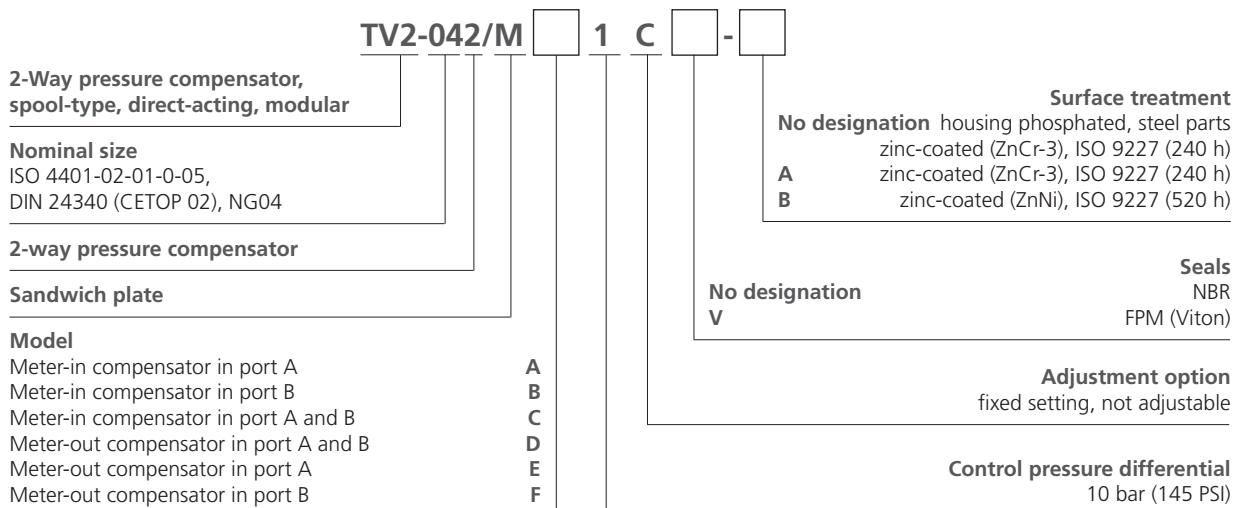 TV2-042/M 1 C -
2-Way pressure compensator,
spool-type, direct-acting, modular
Nominal size
ISO 4401-02-01-0-05,
DIN 24340 (CETOP 02), NG04
2-way pressure compensator
Sandwich plate
Model
Meter-in compensator in port A A
Meter-in compensator in port B B
Meter-in compensator in port A and B C
Meter-out compensator in port A and B D
Meter-out compensator in port A E
Meter-out compensator in port B F
Surface treatment
No designation housing phosphated, steel parts
zinc-coated (ZnCr-3), ISO 9227 (240 h)
A zinc-coated (ZnCr-3), ISO 9227 (240 h)
B zinc-coated (ZnNi), ISO 9227 (520 h)
Seals
No designation NBR
V FPM (Viton)
Adjustment option
fixed setting, not adjustable
Control pressure differential
10 bar (145 PSI)